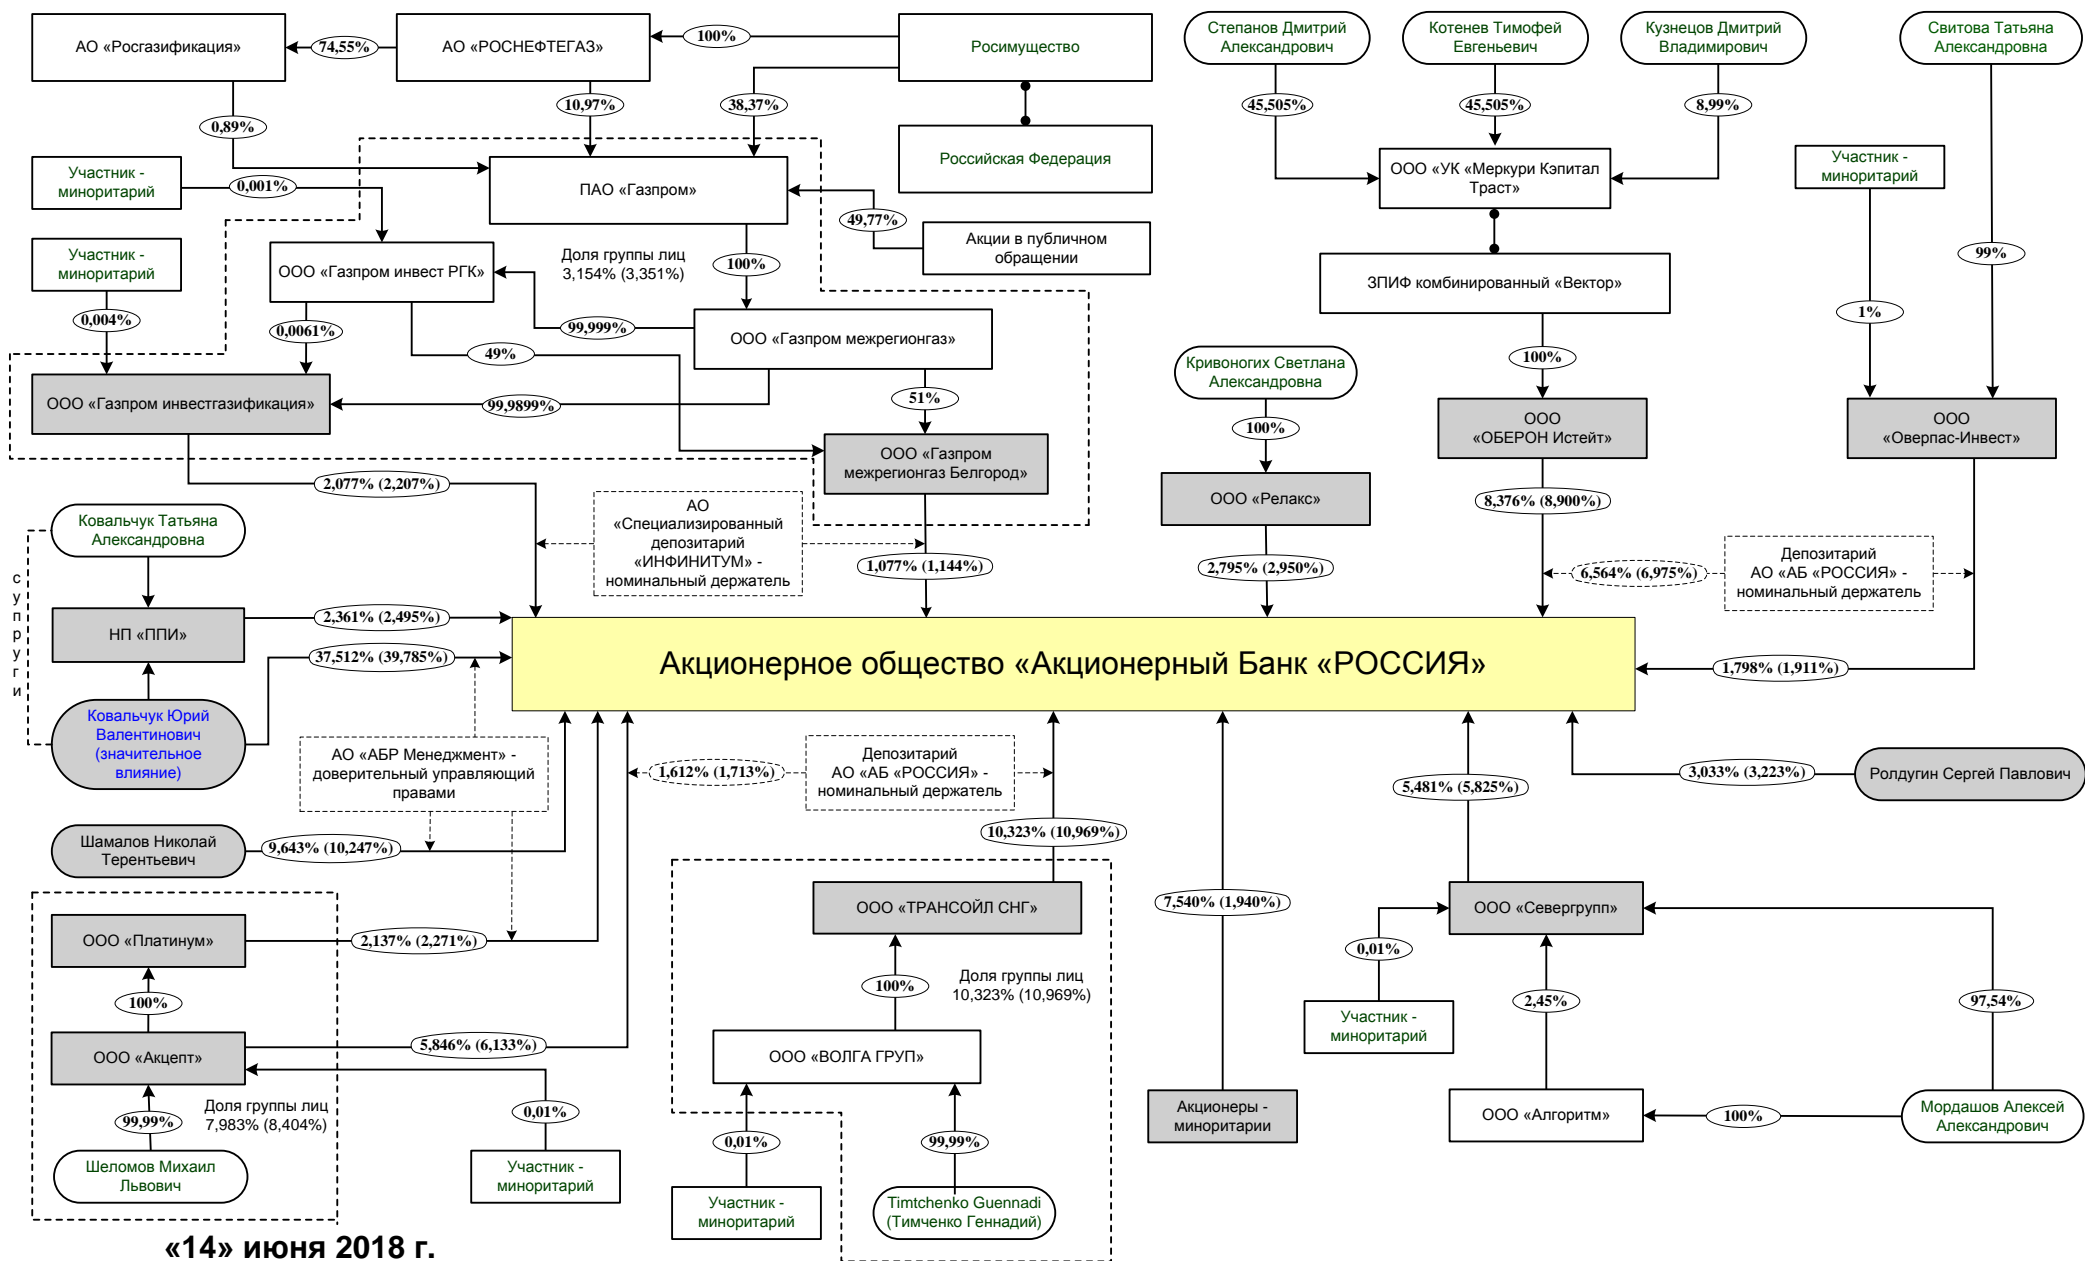 АО «Росгазификация»
74,55%
АО «РОСНЕФТЕГАЗ»
100%
Росимущество
Степанов Дмитрий
Александрович
Котенев Тимофей
Евгеньевич
Кузнецов Дмитрий
Владимирович
Свитова Татьяна
Александровна
0,89%
10,97%
38,37%
45,505%
45,505%
8,99%
Российская Федерация
Участник -
миноритарий
0,001%
ПАО «Газпром»
ООО «УК «Меркури Кэпитал
Траст»
Участник -
миноритарий
49,77%
Акции в публичном
обращении
Участник -
миноритарий
ООО «Газпром инвест РГК»
Доля группы лиц
3,154% (3,351%)
100%
99%
ЗПИФ комбинированный «Вектор»
0,004%
0,0061%
99,999%
ООО «Газпром межрегионгаз»
1%
49%
100%
Кривоногих Светлана
Александровна
ООО «Газпром инвестгазификация»
99,9899%
51%
100%
ООО
«ОБЕРОН Истейт»
ООО
«Оверпас-Инвест»
ООО «Газпром
межрегионгаз Белгород»
2,077% (2,207%)
АО
«Специализированный
депозитарий
«ИНФИНИТУМ» -
номинальный держатель
ООО «Релакс»
8,376% (8,900%)
Ковальчук Татьяна
Александровна
1,077% (1,144%)
2,795% (2,950%)
6,564% (6,975%)
Депозитарий
АО «АБ «РОССИЯ» -
номинальный держатель
с
у
п
р
у
г
и
НП «ППИ»
2,361% (2,495%)
37,512% (39,785%)
Акционерное общество «Акционерный Банк «РОССИЯ»
1,798% (1,911%)
Ковальчук Юрий
Валентинович
(значительное
влияние)
АО «АБР Менеджмент» -
доверительный управляющий
правами
1,612% (1,713%)
Депозитарий
АО «АБ «РОССИЯ» -
номинальный держатель
5,481% (5,825%)
3,033% (3,223%)
Ролдугин Сергей Павлович
Шамалов Николай
Терентьевич
9,643% (10,247%)
10,323% (10,969%)
ООО «Платинум»
2,137% (2,271%)
ООО «ТРАНСОЙЛ СНГ»
7,540% (1,940%)
ООО «Севергрупп»
0,01%
100%
100%
Доля группы лиц
10,323% (10,969%)
2,45%
97,54%
Участник -
миноритарий
ООО «Акцепт»
5,846% (6,133%)
ООО «ВОЛГА ГРУП»
99,99%
Доля группы лиц
7,983% (8,404%)
0,01%
Акционеры -
миноритарии
ООО «Алгоритм»
100%
Мордашов Алексей
Александрович
0,01%
99,99%
Шеломов Михаил
Львович
Участник -
миноритарий
Участник -
миноритарий
Timtchenko Guennadi
(Тимченко Геннадий)
«14» июня 2018 г.